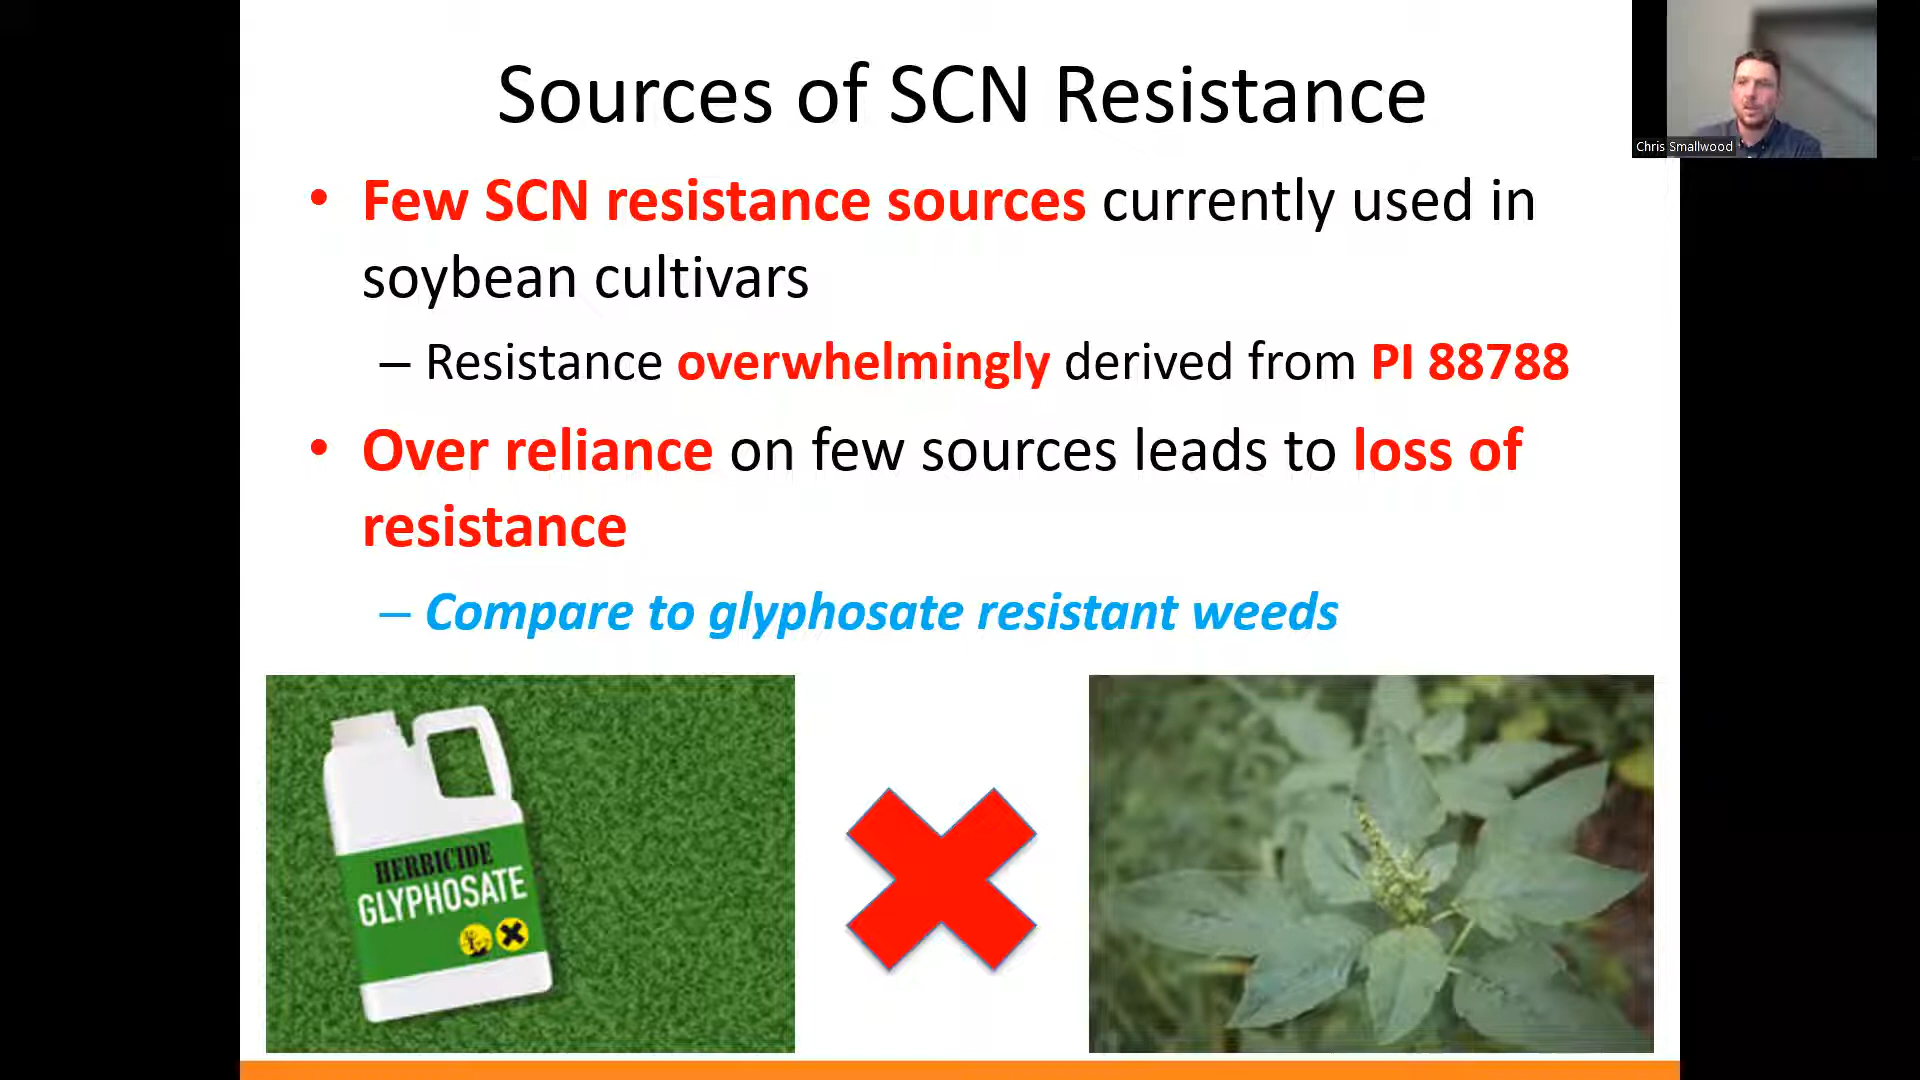 Sources of SCN Resistance
Chris Smallwood
• Few SCN resistance sources currently used in
soybean cultivars
– Resistance overwhelmingly derived from PI 88788
• Over reliance on few sources leads to loss of
resistance
– Compare to glyphosate resistant weeds
HERBICIDE
GLYPHOSATE